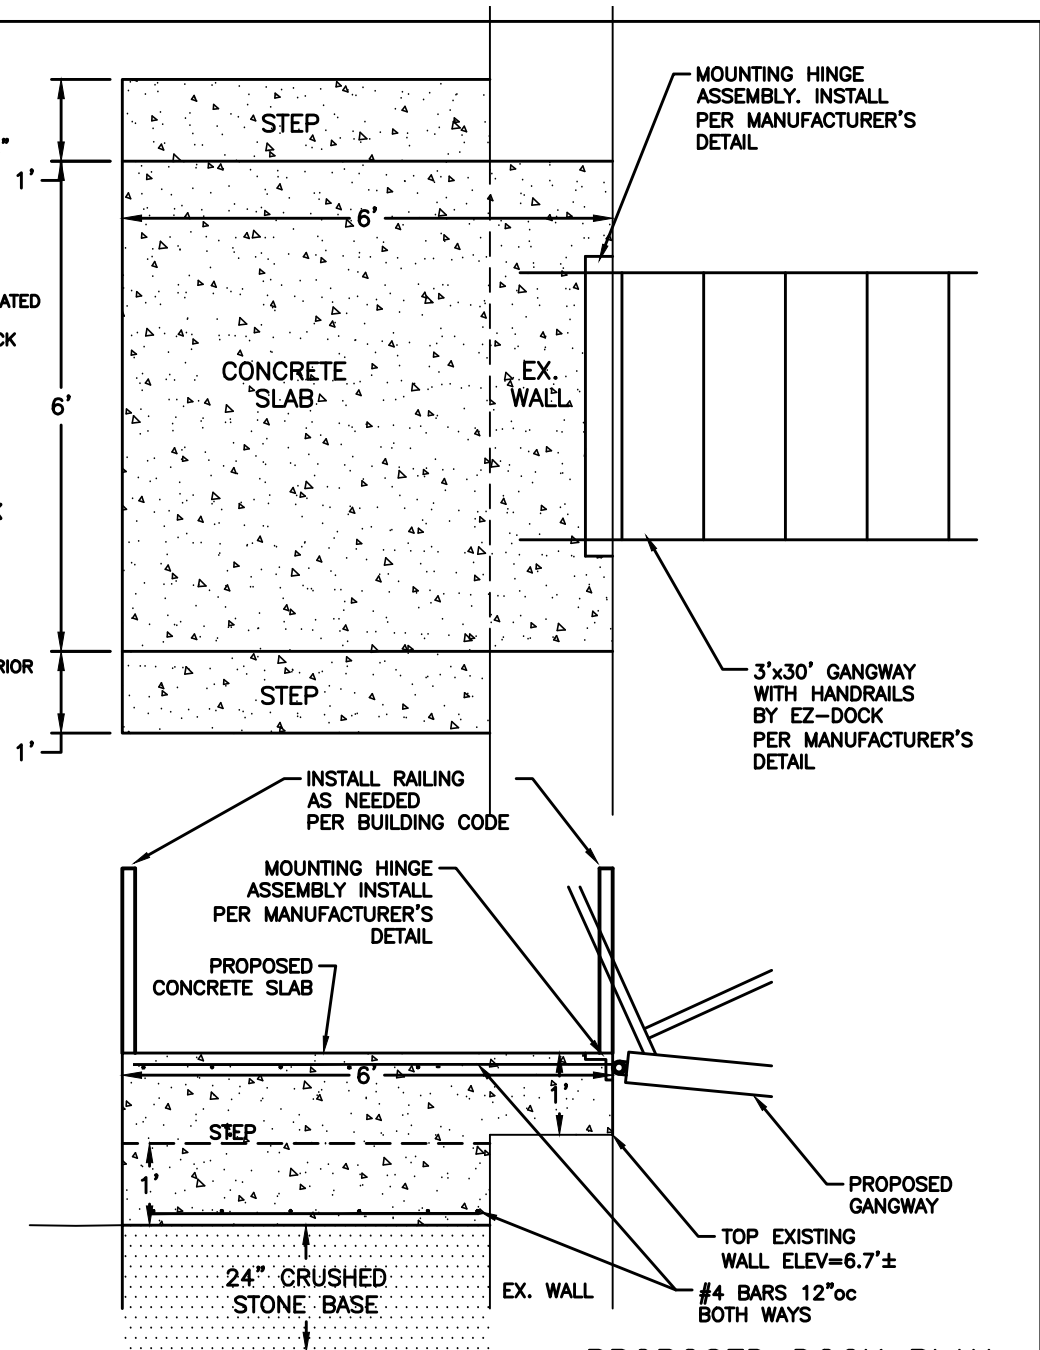 MOUNTING HINGE
ASSEMBLY. INSTALL
PER MANUFACTURER'S
DETAIL
STEP
"
1'
6'
ATED
CK
CONCRETE
SLAB
EX.
WALL
6'
K
RIOR
STEP
3'x30' GANGWAY
WITH HANDRAILS
BY EZ-DOCK
PER MANUFACTURER'S
DETAIL
1'
INSTALL RAILING
AS NEEDED
PER BUILDING CODE
MOUNTING HINGE
ASSEMBLY INSTALL
PER MANUFACTURER'S
DETAIL
PROPOSED
CONCRETE SLAB
6'
1'
STEP
1'
PROPOSED
GANGWAY
TOP EXISTING
WALL ELEV=6.7'±
24" CRUSHED
STONE BASE
EX. WALL
#4 BARS 12"oc
BOTH WAYS